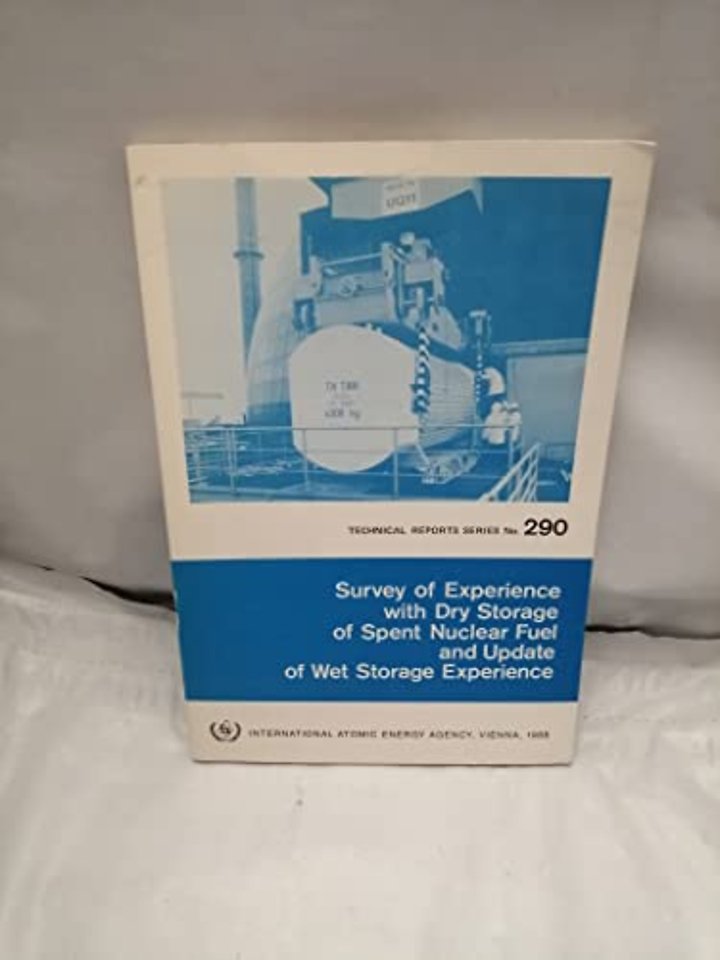 TECHNICAL REPORTS SERIES No. 290
Survey of Experience
with Dry Storage
of Spent Nuclear Fuel
and Update
of Wet Storage Experience
INTERNATIONAL ATOMIC ENERGY AGENCY, VIENNA, 1988